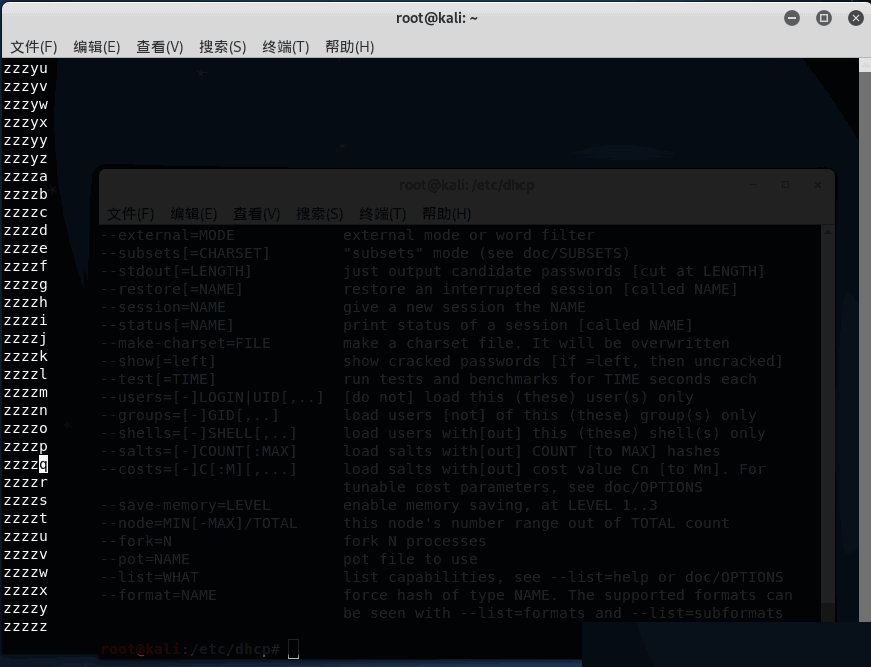 root@kali: ~
文件(F) 编辑(E) 查看(V) 搜索(S) 终端(T) 帮助(H)
zzzyu
zzzyv
zzzyw
zzzyx
zzzyy
zzzyz
zzzza
zzzzb
zzzzc
zzzzd
zzzze
zzzzf
zzzzg
zzzzh
zzzzi
zzzzj
zzzzk
zzzzl
zzzzm
zzzzn
zzzzo
zzzzp
zzzzq
zzzzr
zzzzs
zzzzt
zzzzu
zzzzv
zzzzw
zzzzx
zzzzy
zzzzz
root@kali: /etc/dhcp
文件(F) 编辑(E) 查看(V) 搜索(S) 终端(T) 帮助(H)
--external=MODE external mode or word filter
--subsets[=CHARSET] "subsets" mode (see doc/SUBSETS)
--stdout[=LENGTH] just output candidate passwords [cut at LENGTH]
--restore[=NAME] restore an interrupted session [called NAME]
--session=NAME give a new session the NAME
--status[=NAME] print status of a session [called NAME]
--make-charset=FILE make a charset file. It will be overwritten
--show[=left] show cracked passwords [if =left, then uncracked]
--test[=TIME] run tests and benchmarks for TIME seconds each
--users=[-]LOGIN|UID[,..] [do not] load this (these) user(s) only
--groups=[-]GID[,..] load users [not] of this (these) group(s) only
--shells=[-]SHELL[,..] load users with[out] this (these) shell(s) only
--salts=[-]COUNT[:MAX] load salts with[out] COUNT [to MAX] hashes
--costs=[-]C[:M][,...] load salts with[out] cost value Cn [to Mn]. For
tunable cost parameters, see doc/OPTIONS
--save-memory=LEVEL enable memory saving, at LEVEL 1..3
--node=MIN[-MAX]/TOTAL this node's number range out of TOTAL count
--fork=N fork N processes
--pot=NAME pot file to use
--list=WHAT list capabilities, see --list=help or doc/OPTIONS
--format=NAME force hash of type NAME. The supported formats can
be seen with --list=formats and --list=subformats
root@kali:/etc/dhcp#